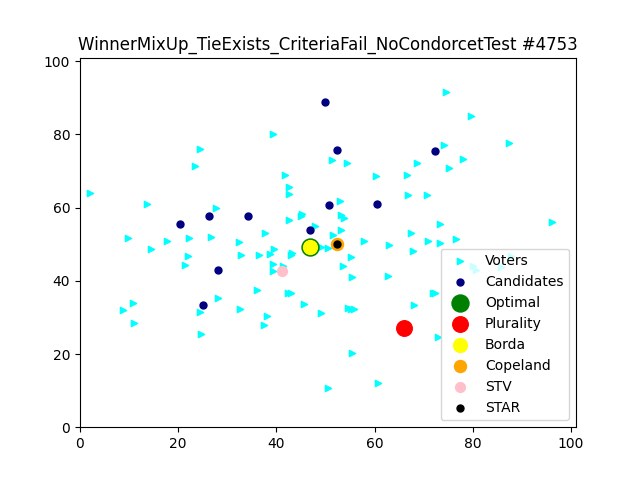 WinnerMixUp_TieExists_CriteriaFail_NoCondorcetTest #4753
100
80
60
40
20
0
0 20 40 60 80 100
Voters
Candidates
Optimal
Plurality
Borda
Copeland
STV
STAR